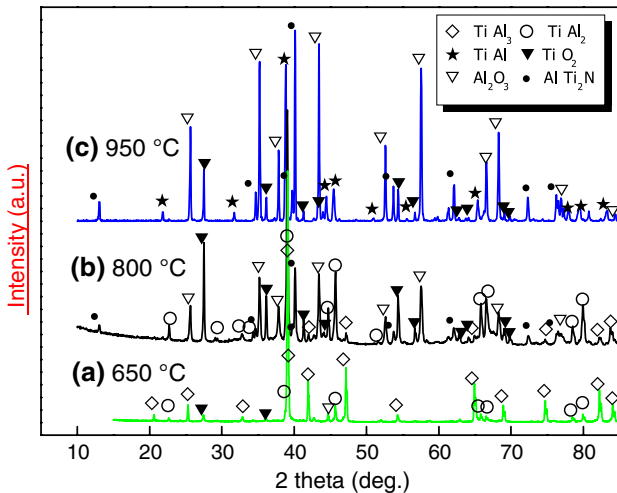 Ti Al₃ Ti Al₂
Ti Al Ti O₂
Al₂O₃ Al Ti₂N
(c) 950 °C
(b) 800 °C
(a) 650 °C
Intensity (a.u.)
10 20 30 40 50 60 70 80
2 theta (deg.)